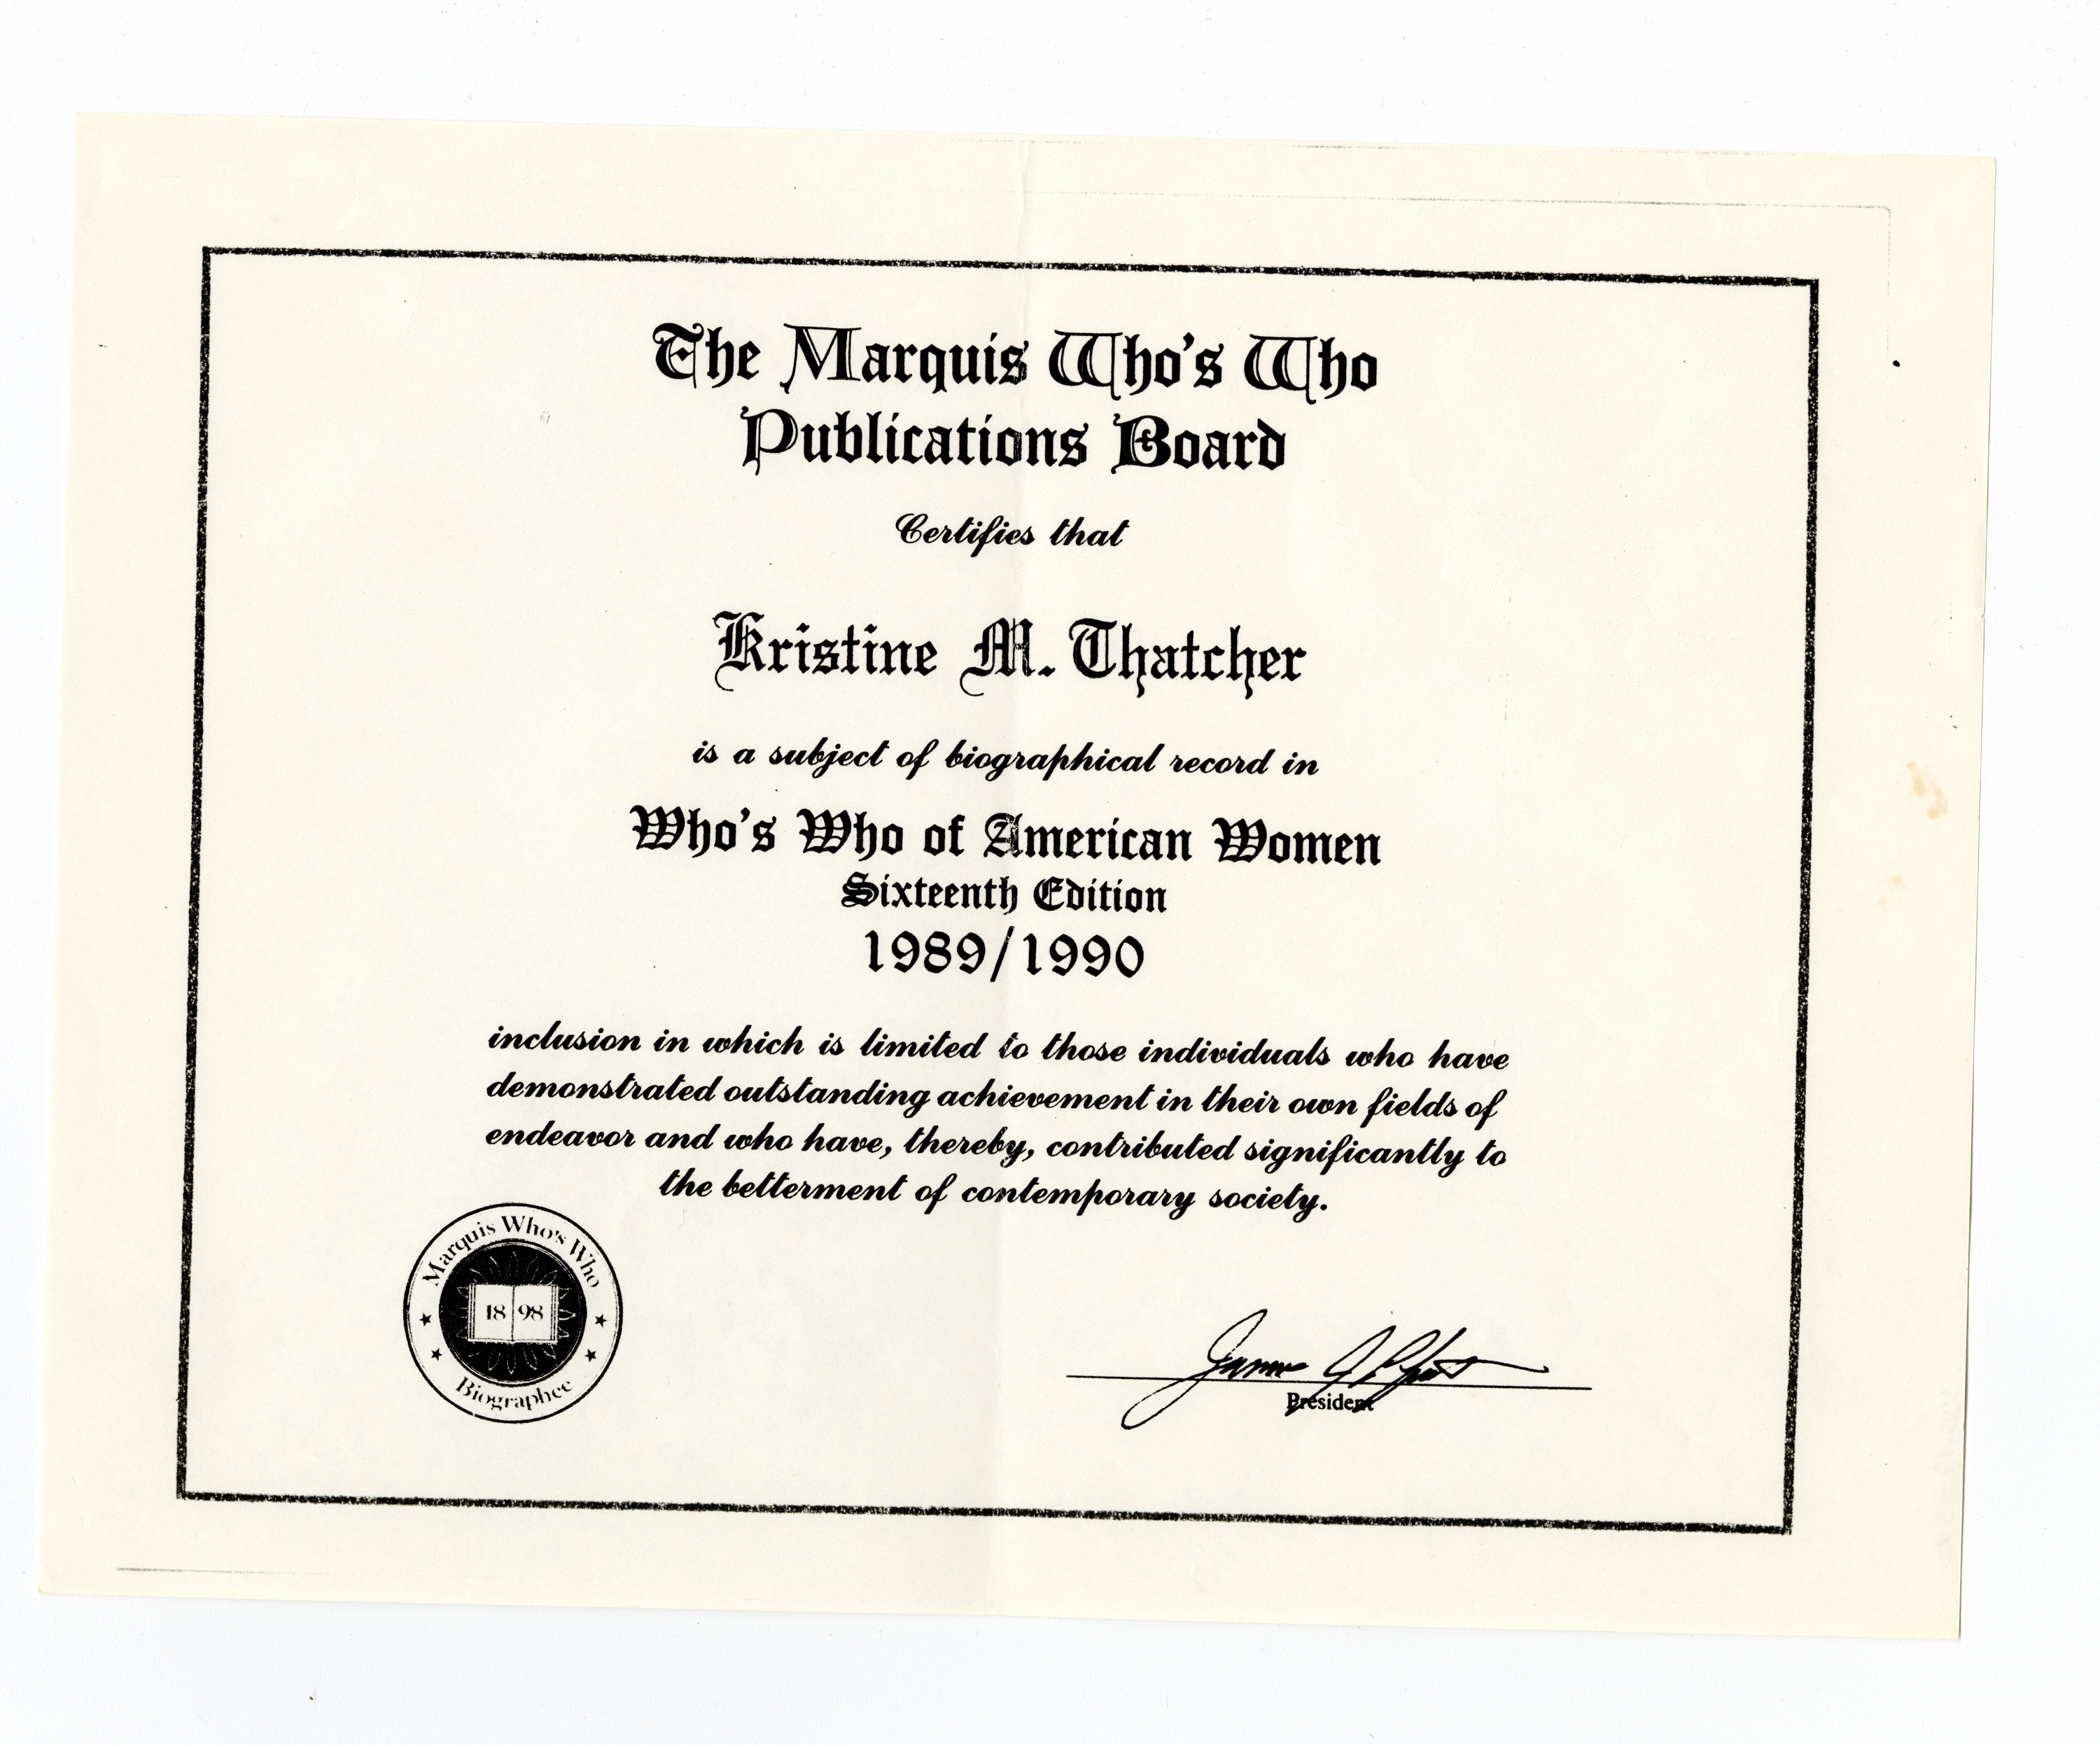 The Marquis Who's Who
Publications Board
Certifies that
Kristine M. Thatcher
is a subject of biographical record in
Who's Who of American Women
Sixteenth Edition
1989/1990
inclusion in which is limited to those individuals who have
demonstrated outstanding achievement in their own fields of
endeavor and who have, thereby, contributed significantly to
the betterment of contemporary society.
Marquis Who's Who
18 98
Biographee
President